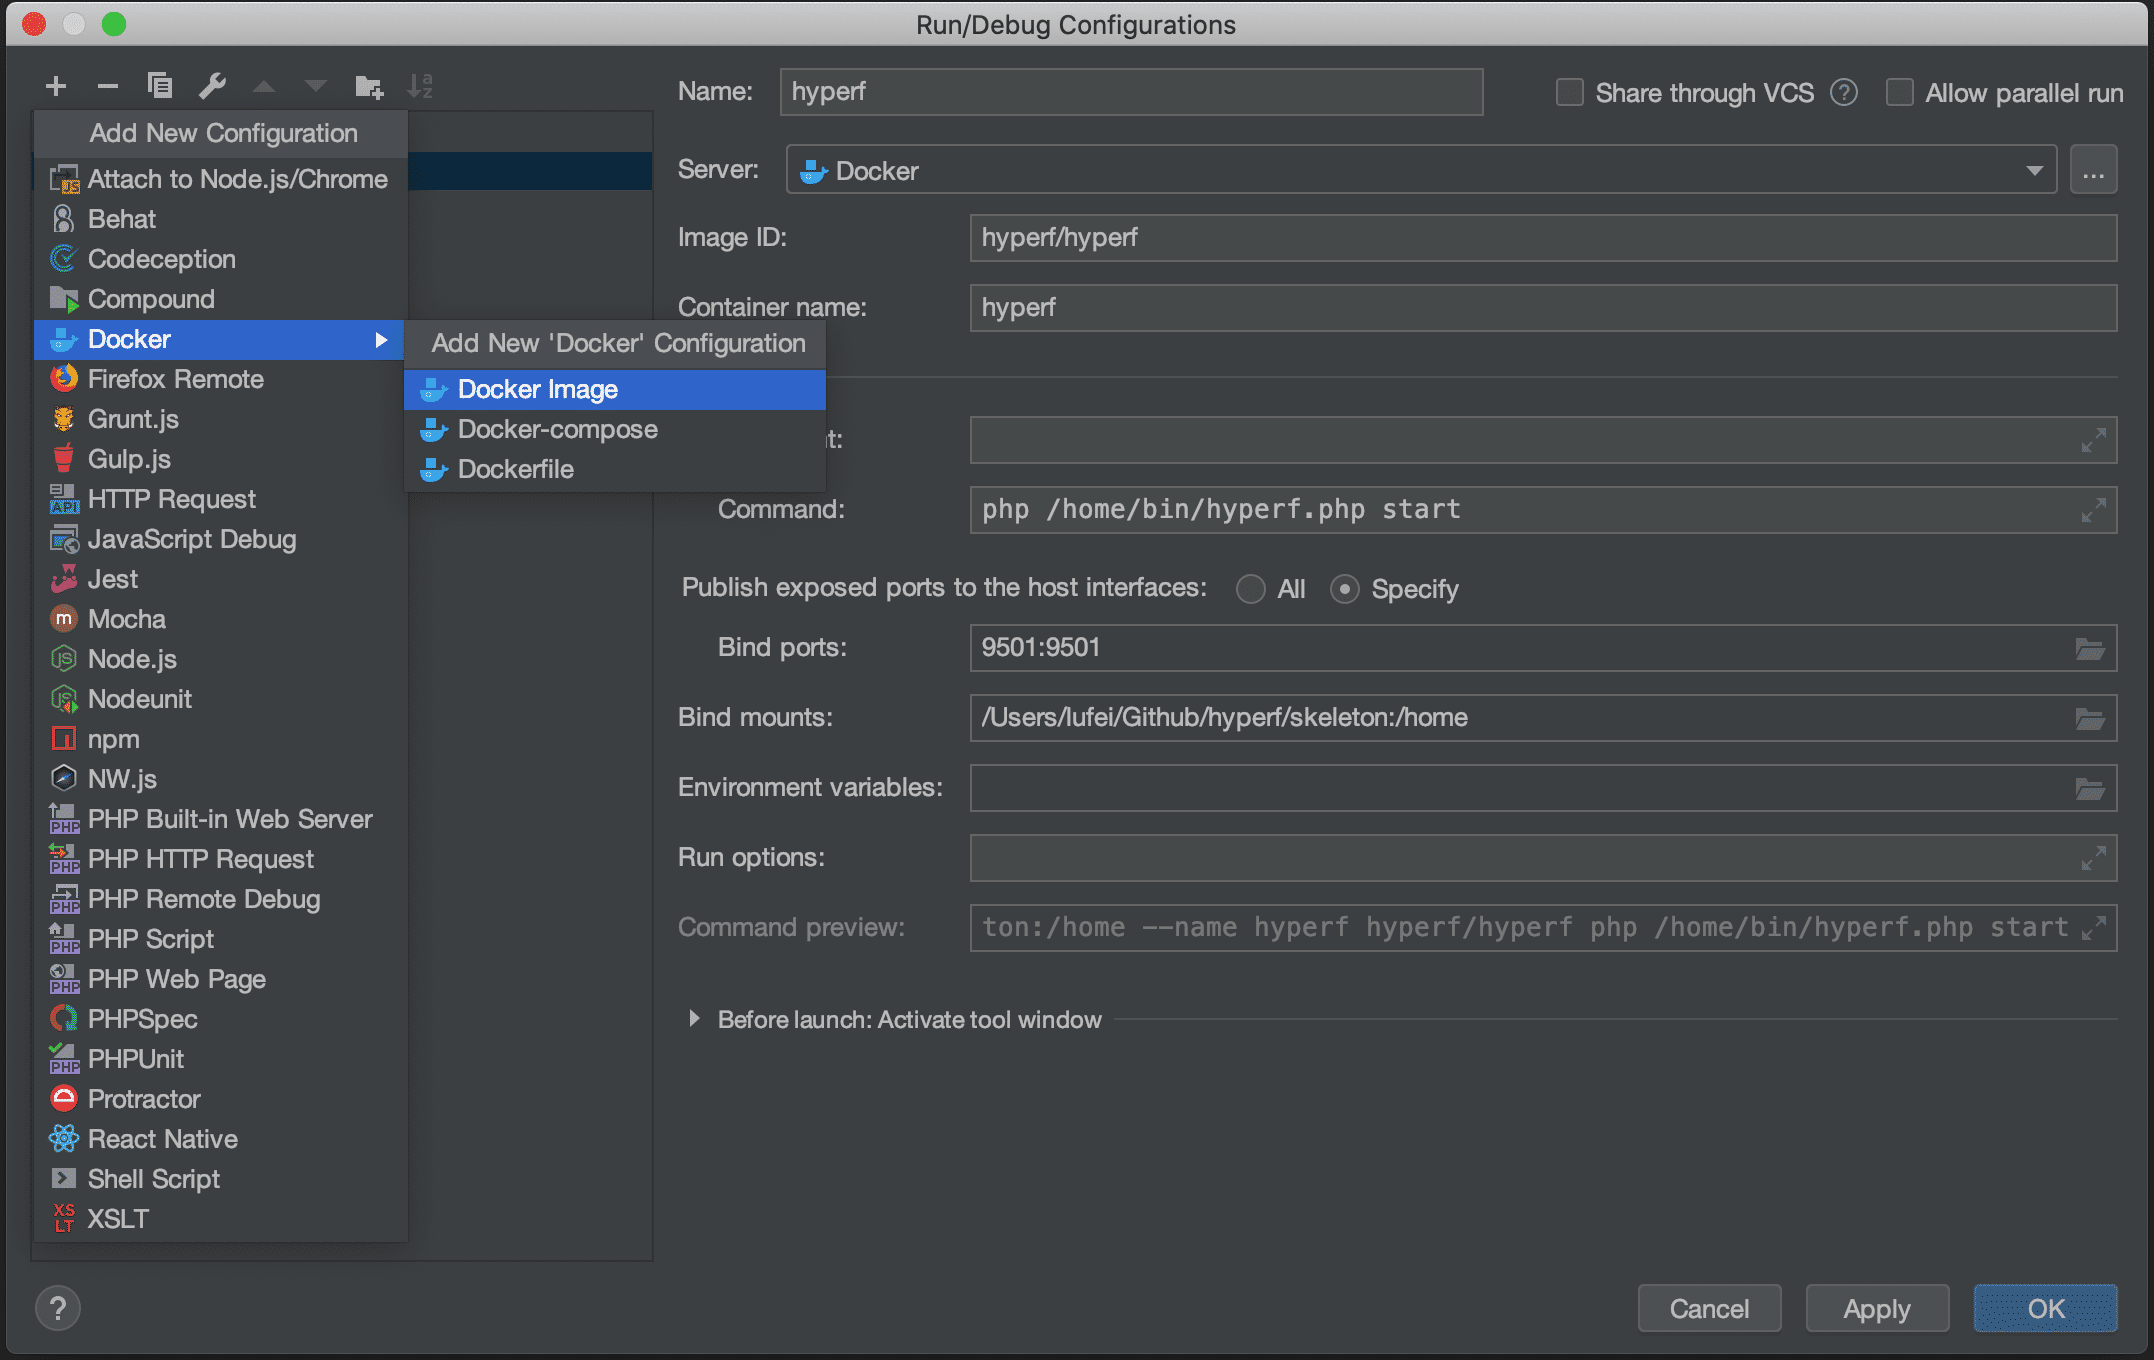 Run/Debug Configurations
Name: hyperf Share through VCS ? Allow parallel run
Add New Configuration
Attach to Node.js/Chrome
Behat
Codeception
Compound
Docker
Firefox Remote
Grunt.js
Gulp.js
HTTP Request
JavaScript Debug
Jest
Mocha
Node.js
Nodeunit
npm
NW.js
PHP Built-in Web Server
PHP HTTP Request
PHP Remote Debug
PHP Script
PHP Web Page
PHPSpec
PHPUnit
Protractor
React Native
Shell Script
XSLT
Add New 'Docker' Configuration
Docker Image
Docker-compose
Dockerfile
Server: Docker ...
Image ID: hyperf/hyperf
Container name: hyperf
t:
Command: php /home/bin/hyperf.php start
Publish exposed ports to the host interfaces: All Specify
Bind ports: 9501:9501
Bind mounts: /Users/lufei/Github/hyperf/skeleton:/home
Environment variables:
Run options:
Command preview: ton:/home --name hyperf hyperf/hyperf php /home/bin/hyperf.php start
Before launch: Activate tool window
? Cancel Apply OK